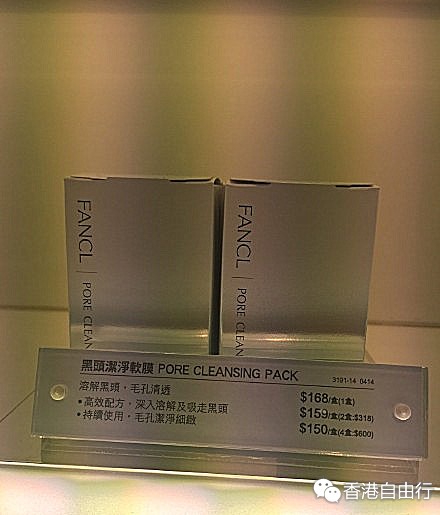 FANCL | PORE CLEAN
FANCL | PORE CLEAN
黑頭潔淨軟膜 PORE CLEANSING PACK
3191-14 0414
溶解黑頭，毛孔清透
•高效配方，深入溶解及吸走黑頭
•持續使用，毛孔潔淨細緻
$168/盒(1盒)
$159/盒(2盒:$318)
$150/盒(4盒:$600)
香港自由行